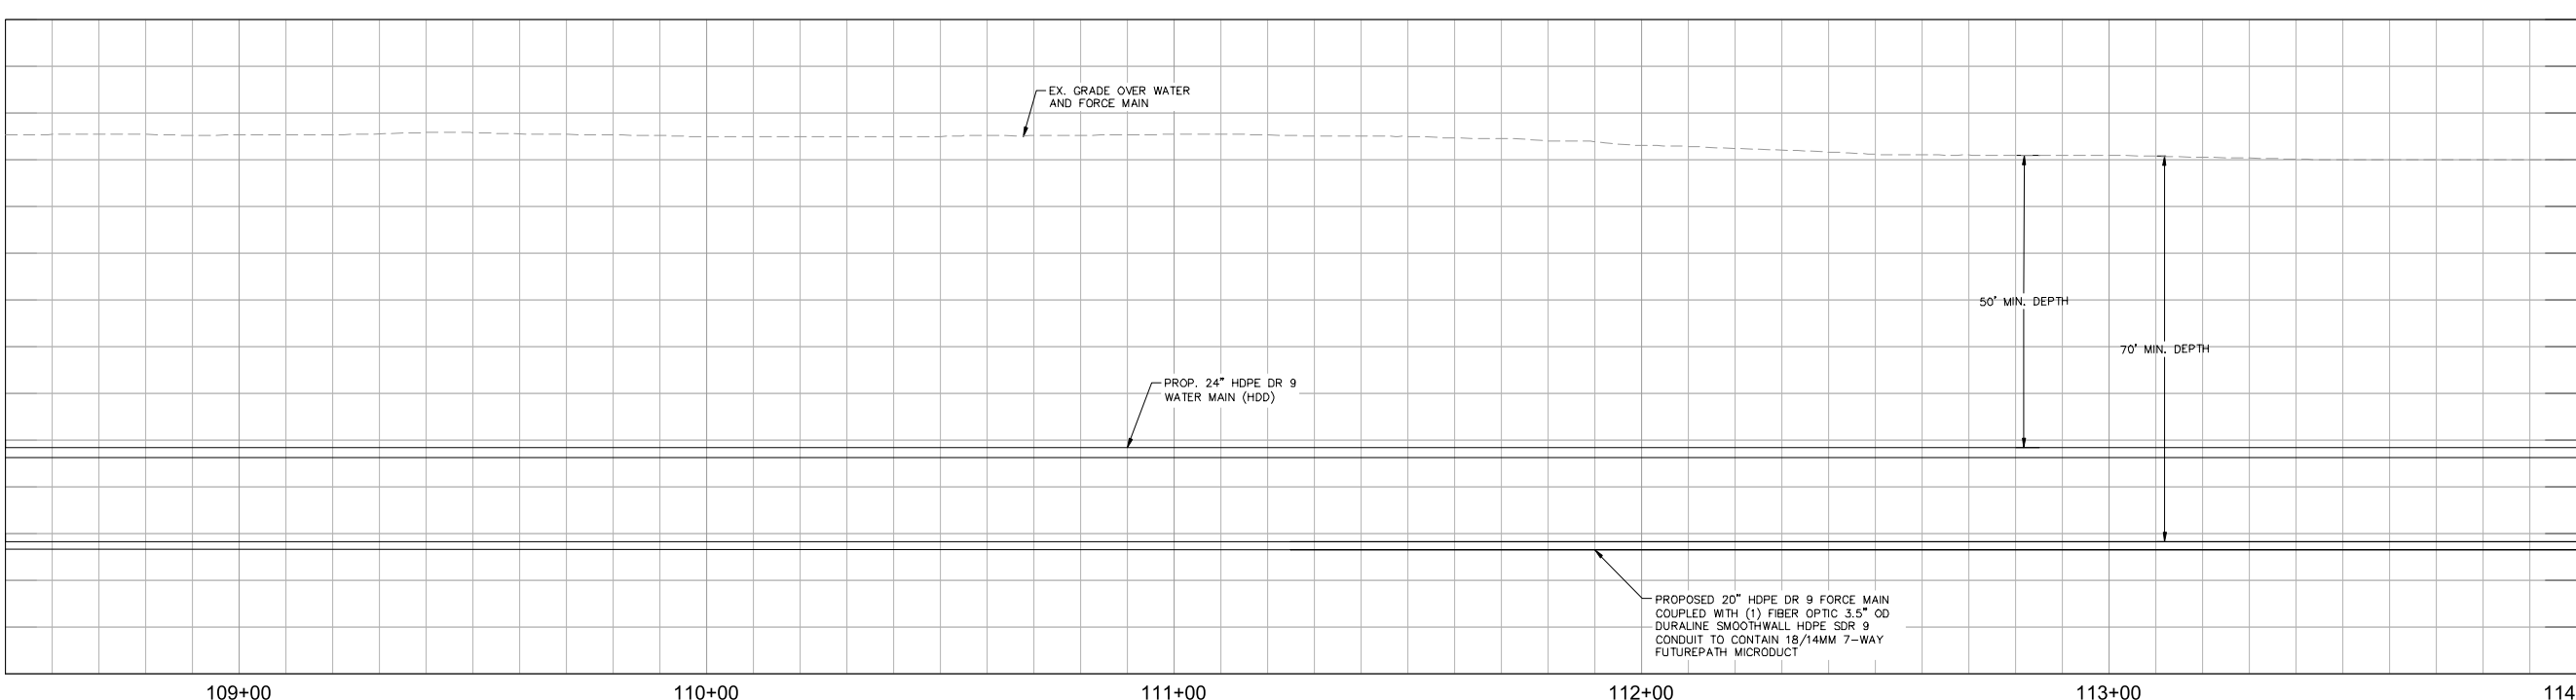 EX. GRADE OVER WATER
AND FORCE MAIN
50' MIN. DEPTH
70' MIN. DEPTH
PROP. 24" HDPE DR 9
WATER MAIN (HDD)
PROPOSED 20" HDPE DR 9 FORCE MAIN
COUPLED WITH (1) FIBER OPTIC 3.5" OD
DURALINE SMOOTHWALL HDPE SDR 9
CONDUIT TO CONTAIN 18/14MM 7-WAY
FUTUREPATH MICRODUCT
109+00 110+00 111+00 112+00 113+00 114